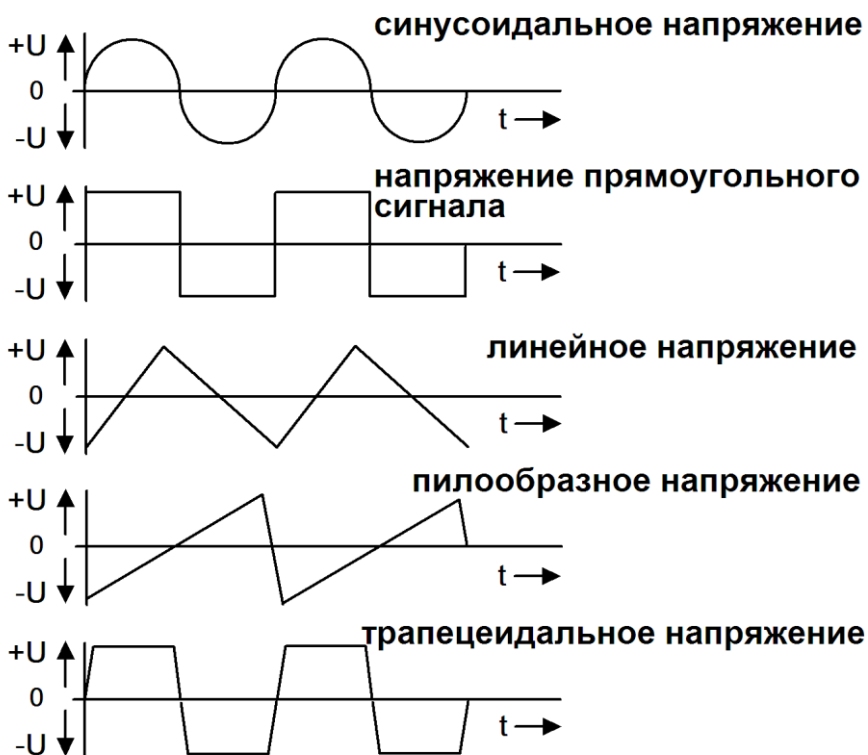 синусоидальное напряжение
+U
0
-U
t
напряжение прямоугольного
сигнала
+U
0
-U
t
линейное напряжение
+U
0
-U
t
пилообразное напряжение
+U
0
-U
t
трапецеидальное напряжение
+U
0
-U
t